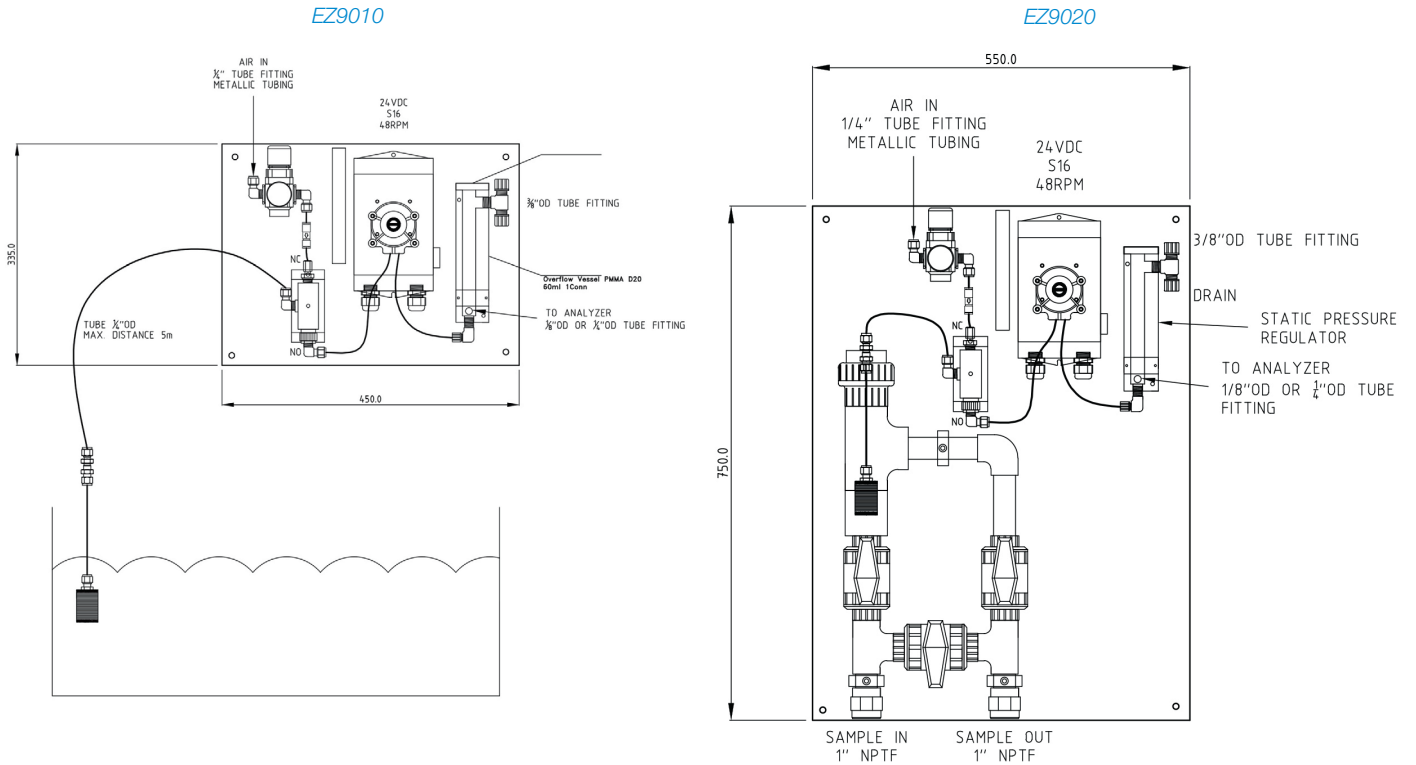 EZ9010
AIR IN
¼" TUBE FITTING
METALLIC TUBING
24VDC
S16
48RPM
335.0
⅜"OD TUBE FITTING
NC
Overflow Vessel PMMA D20
60ml 1Conn
TO ANALYZER
⅛"OD OR ¼"OD TUBE FITTING
TUBE ¼"OD
MAX. DISTANCE 5m
NO
450.0
EZ9020
550.0
AIR IN
1/4" TUBE FITTING
METALLIC TUBING
24VDC
S16
48RPM
3/8"OD TUBE FITTING
DRAIN
STATIC PRESSURE
REGULATOR
NC
TO ANALYZER
1/8"OD OR ¼"OD TUBE
FITTING
NO
750.0
SAMPLE IN
1" NPTF
SAMPLE OUT
1" NPTF